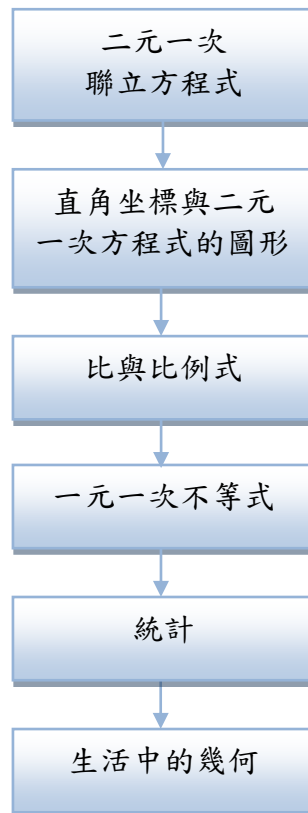 二元一次
聯立方程式
直角坐標與二元
一次方程式的圖形
比與比例式
一元一次不等式
統計
生活中的幾何